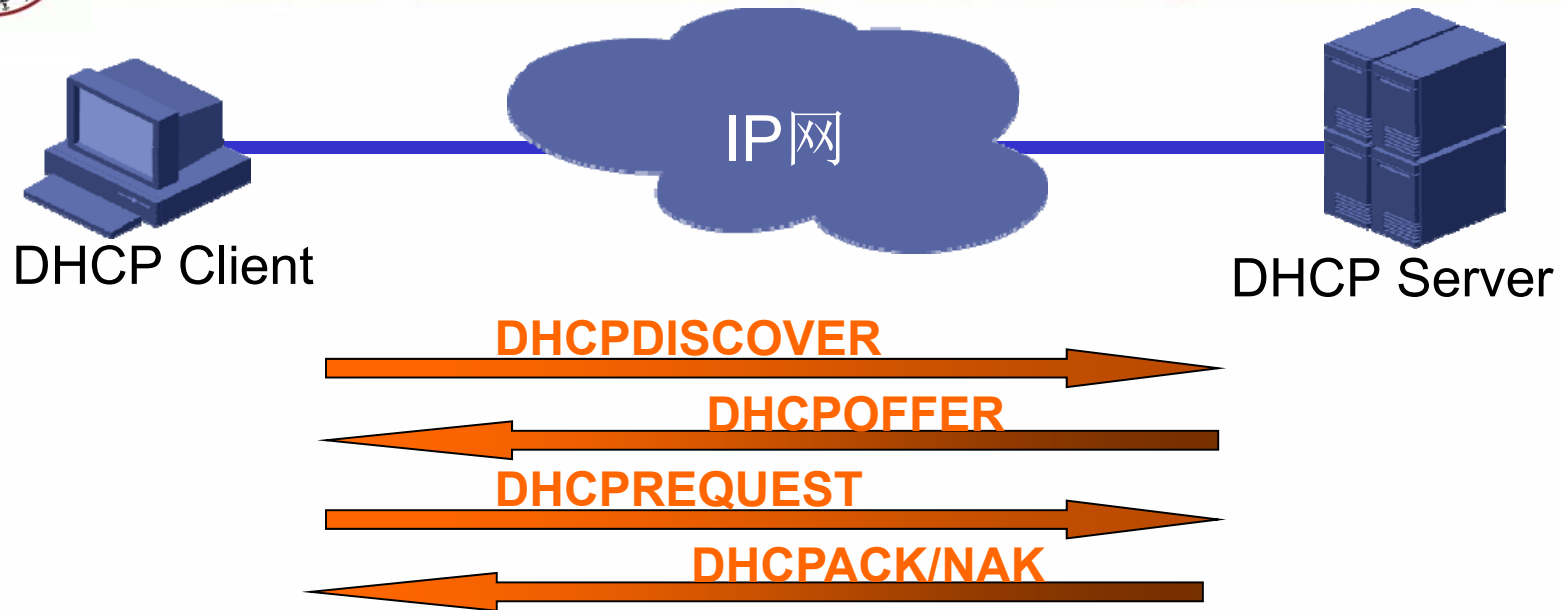 IP网
DHCP Client
DHCP Server
DHCPDISCOVER
DHCPOFFER
DHCPREQUEST
DHCPACK/NAK